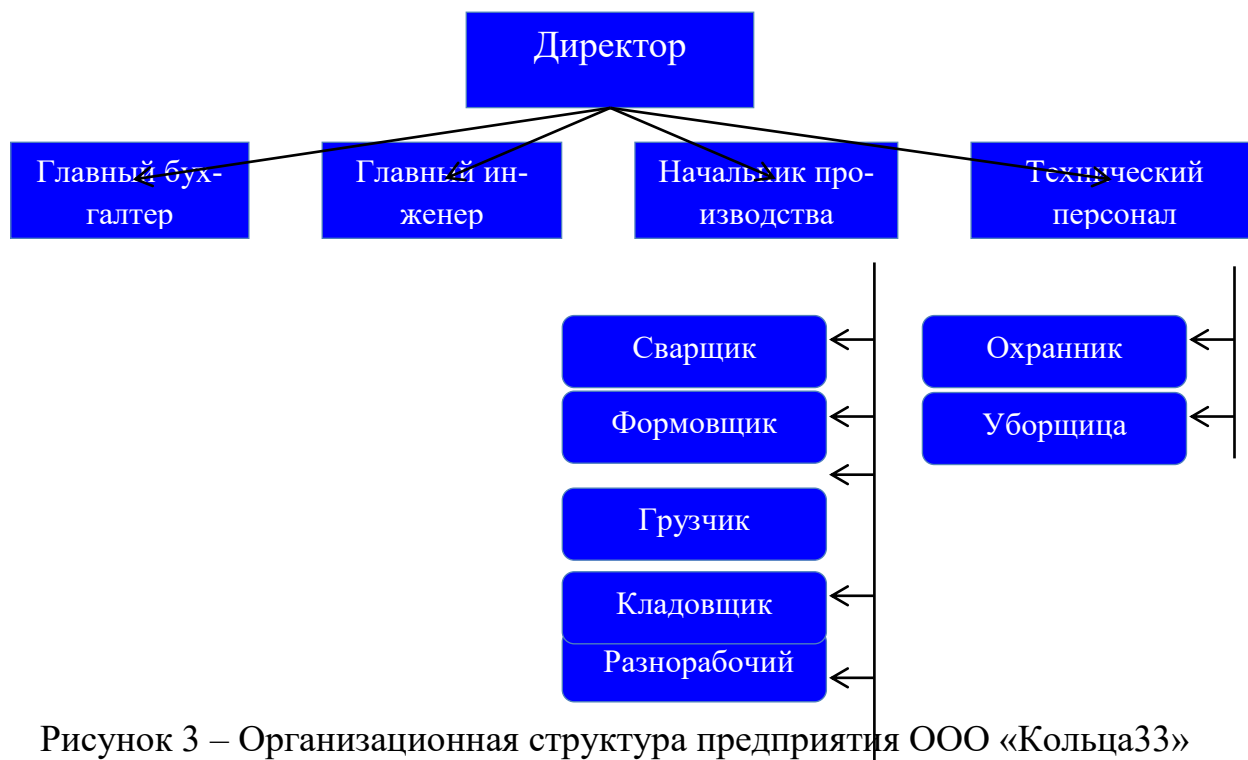 Директор
Главный бух-
галтер
Главный ин-
женер
Начальник про-
изводства
Технический
персонал
Сварщик
Формовщик
Грузчик
Кладовщик
Разнорабочий
Охранник
Уборщица
Рисунок 3 – Организационная структура предприятия ООО «Кольца33»